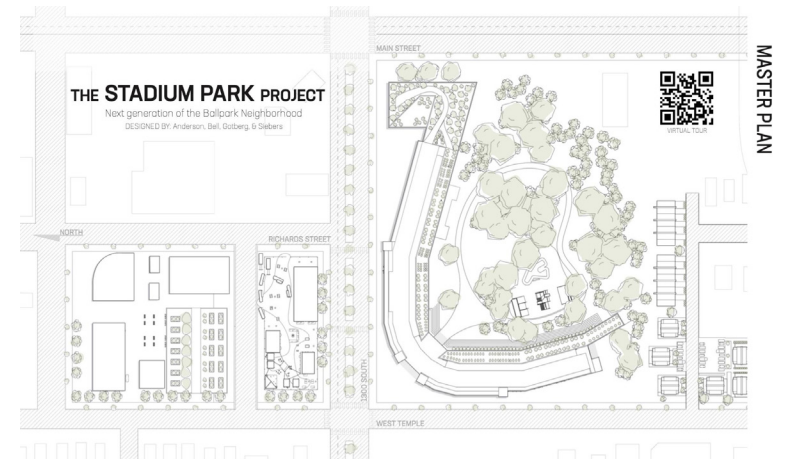 MAIN STREET
MASTER PLAN
THE STADIUM PARK PROJECT
Next generation of the Ballpark Neighborhood
DESIGNED BY: Anderson, Bell, Gotberg, & Siebers
VIRTUAL TOUR
NORTH
RICHARDS STREET
1300 SOUTH
WEST TEMPLE